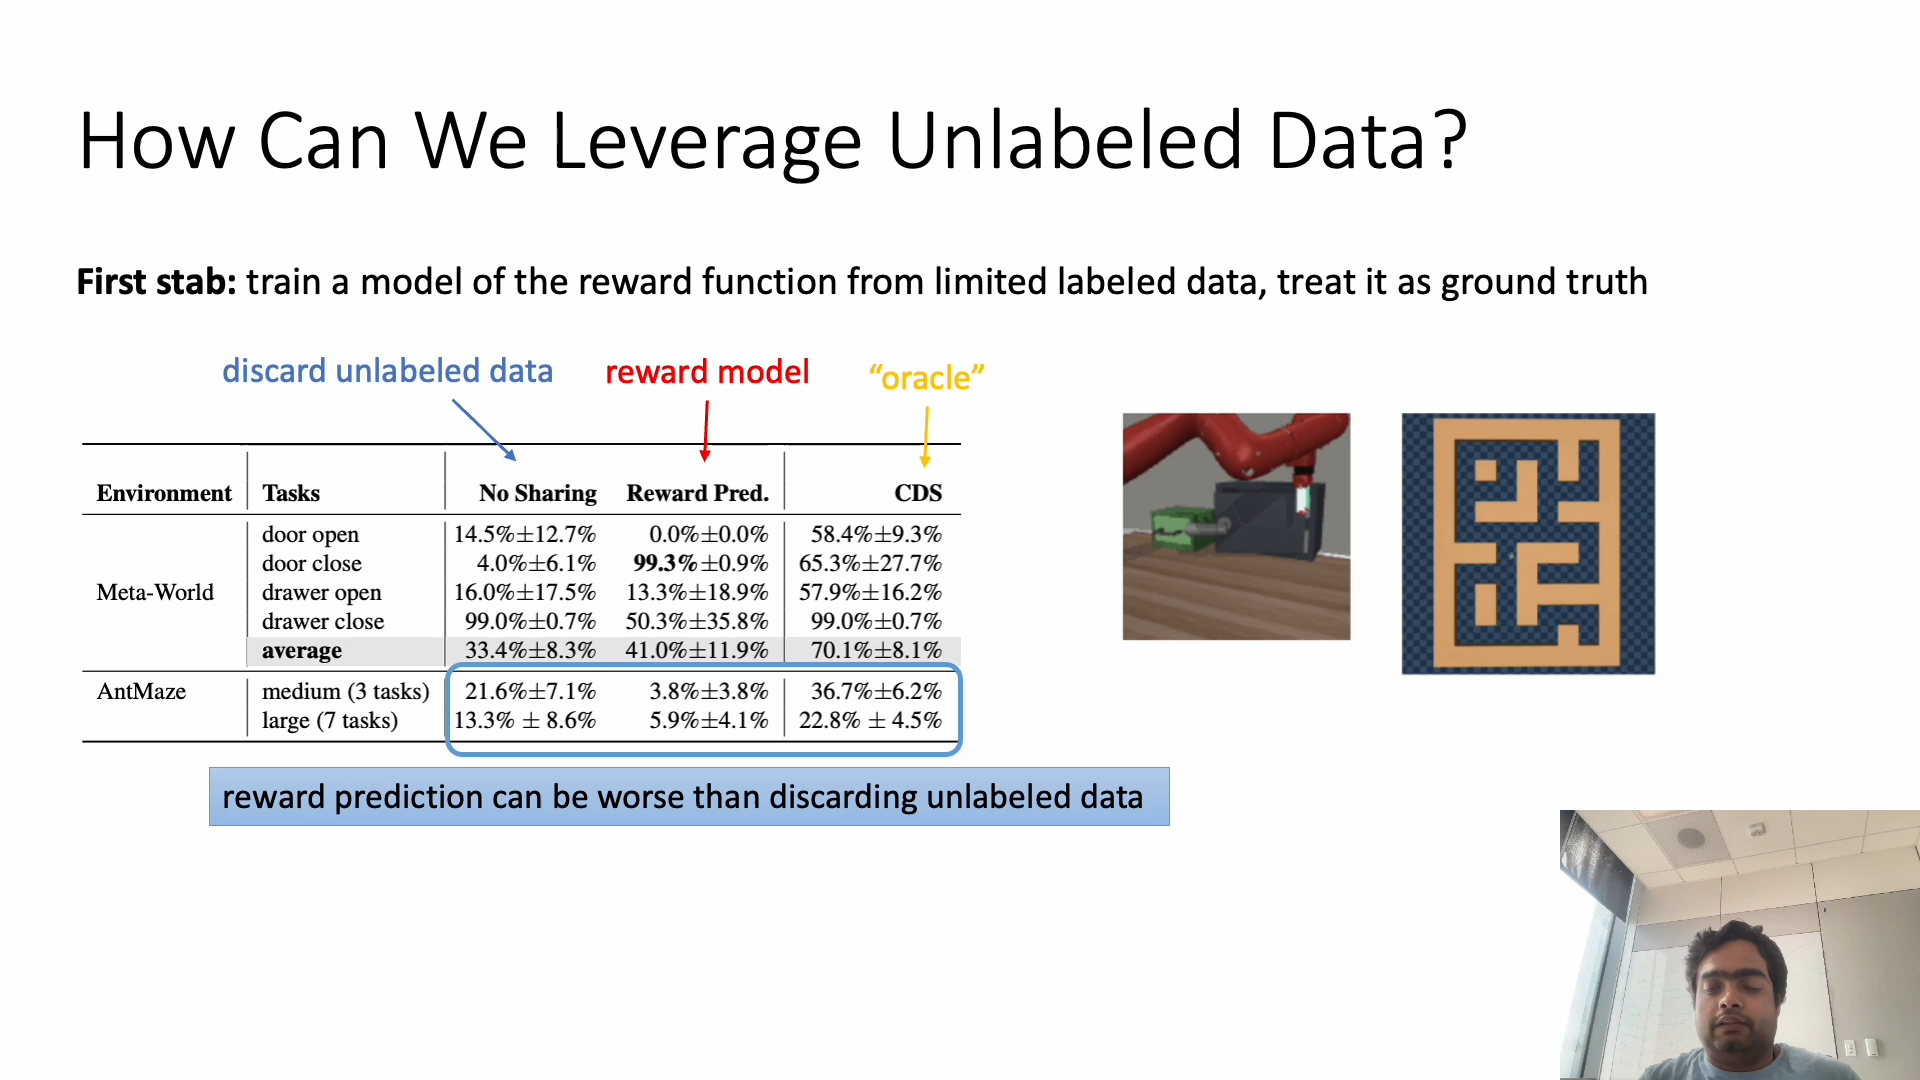 How Can We Leverage Unlabeled Data?
First stab: train a model of the reward function from limited labeled data, treat it as ground truth
discard unlabeled data reward model “oracle”
Environment Tasks No Sharing Reward Pred. CDS
door open 14.5%±12.7% 0.0%±0.0% 58.4%±9.3%
door close 4.0%±6.1% 99.3%±0.9% 65.3%±27.7%
Meta-World drawer open 16.0%±17.5% 13.3%±18.9% 57.9%±16.2%
drawer close 99.0%±0.7% 50.3%±35.8% 99.0%±0.7%
average 33.4%±8.3% 41.0%±11.9% 70.1%±8.1%
AntMaze medium (3 tasks) 21.6%±7.1% 3.8%±3.8% 36.7%±6.2%
large (7 tasks) 13.3% ± 8.6% 5.9%±4.1% 22.8% ± 4.5%
reward prediction can be worse than discarding unlabeled data